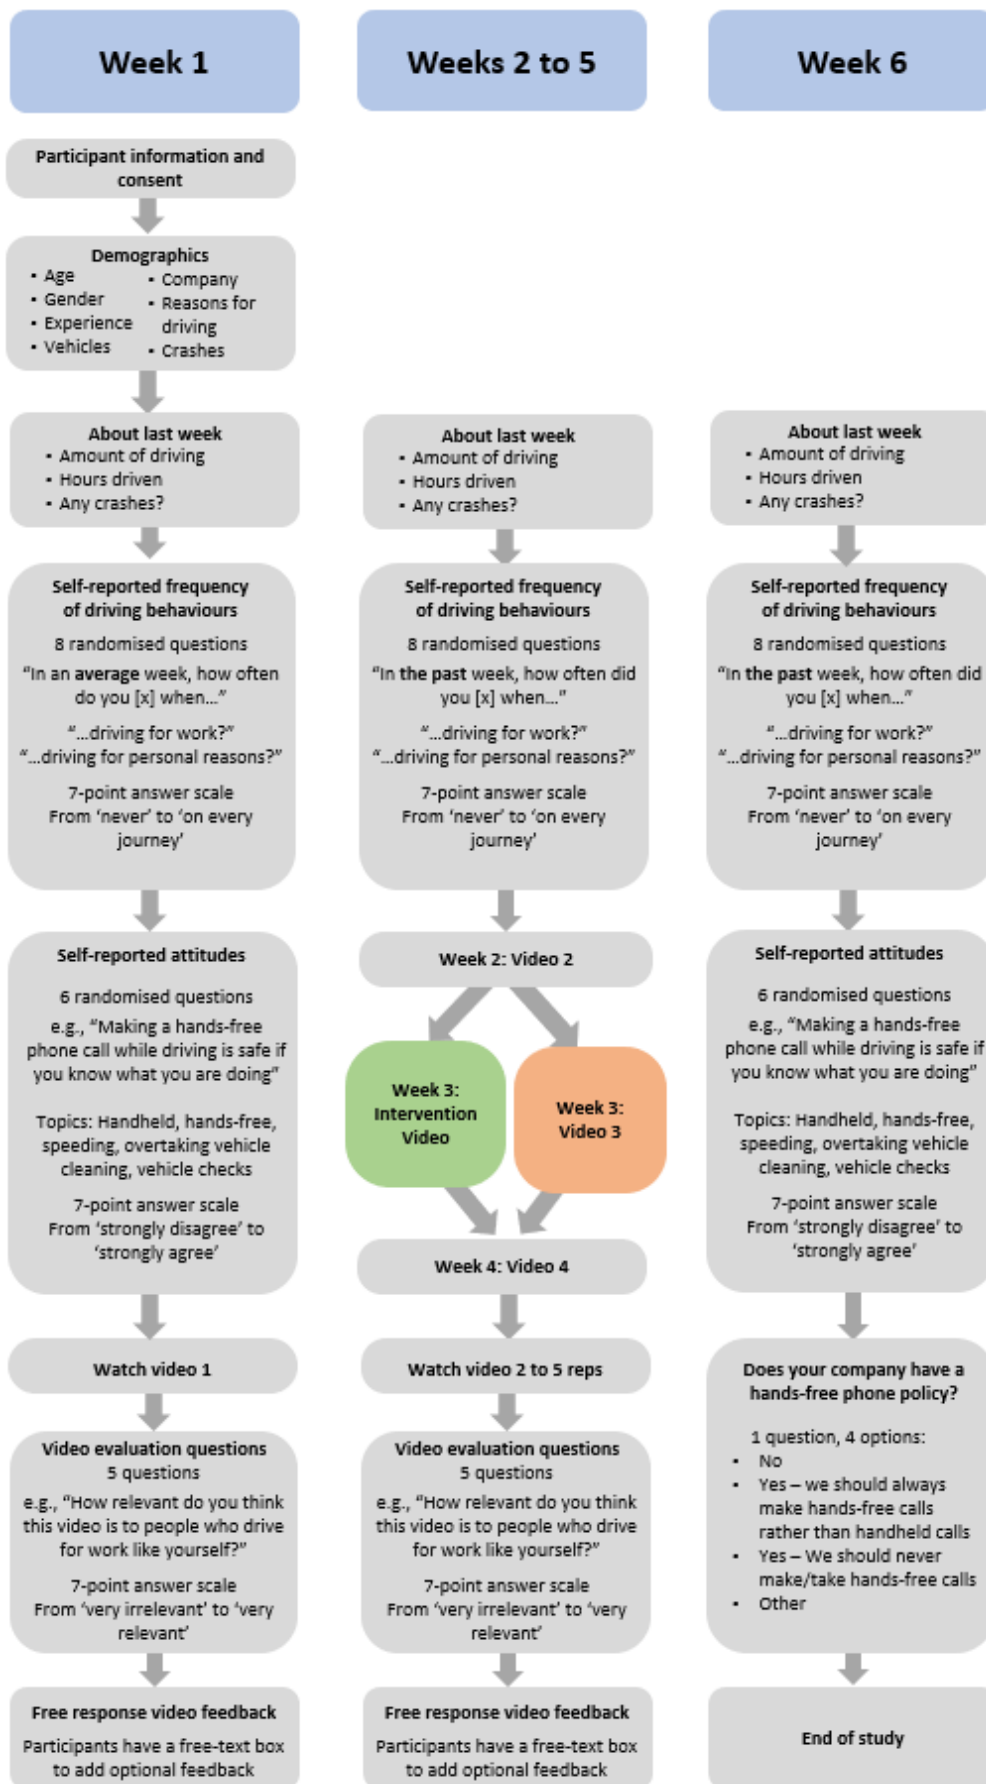 Week 1
Participant information and
consent
Demographics
▪ Age
▪ Gender
▪ Experience
▪ Vehicles
▪ Company
▪ Reasons for
driving
▪ Crashes
About last week
▪ Amount of driving
▪ Hours driven
▪ Any crashes?
Self-reported frequency
of driving behaviours
8 randomised questions
“In an average week, how often
do you [x] when...”
“...driving for work?”
“...driving for personal reasons?”
7-point answer scale
From ‘never’ to ‘on every
journey’
Self-reported attitudes
6 randomised questions
e.g., “Making a hands-free
phone call while driving is safe if
you know what you are doing”
Topics: Handheld, hands-free,
speeding, overtaking vehicle
cleaning, vehicle checks
7-point answer scale
From ‘strongly disagree’ to
‘strongly agree’
Watch video 1
Video evaluation questions
5 questions
e.g., “How relevant do you think
this video is to people who drive
for work like yourself?”
7-point answer scale
From ‘very irrelevant’ to ‘very
relevant’
Free response video feedback
Participants have a free-text box
to add optional feedback
Weeks 2 to 5
About last week
▪ Amount of driving
▪ Hours driven
▪ Any crashes?
Self-reported frequency
of driving behaviours
8 randomised questions
“In the past week, how often did
you [x] when...”
“...driving for work?”
“...driving for personal reasons?”
7-point answer scale
From ‘never’ to ‘on every
journey’
Week 2: Video 2
Week 3:
Intervention
Video
Week 3:
Video 3
Week 4: Video 4
Watch video 2 to 5 reps
Video evaluation questions
5 questions
e.g., “How relevant do you think
this video is to people who drive
for work like yourself?”
7-point answer scale
From ‘very irrelevant’ to ‘very
relevant’
Free response video feedback
Participants have a free-text box
to add optional feedback
Week 6
About last week
▪ Amount of driving
▪ Hours driven
▪ Any crashes?
Self-reported frequency
of driving behaviours
8 randomised questions
“In the past week, how often did
you [x] when...”
“...driving for work?”
“...driving for personal reasons?”
7-point answer scale
From ‘never’ to ‘on every
journey’
Self-reported attitudes
6 randomised questions
e.g., “Making a hands-free
phone call while driving is safe if
you know what you are doing”
Topics: Handheld, hands-free,
speeding, overtaking vehicle
cleaning, vehicle checks
7-point answer scale
From ‘strongly disagree’ to
‘strongly agree’
Does your company have a
hands-free phone policy?
1 question, 4 options:
▪ No
▪ Yes – we should always
make hands-free calls
rather than handheld calls
▪ Yes – We should never
make/take hands-free calls
▪ Other
End of study